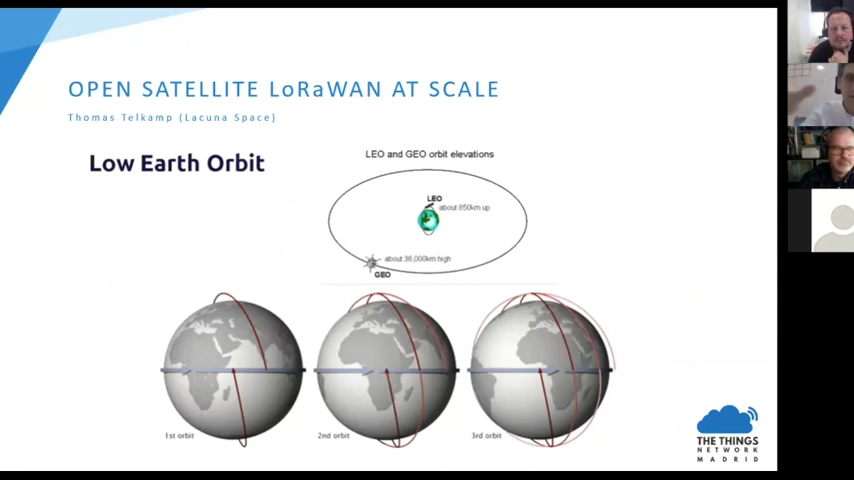 OPEN SATELLITE LoRaWAN AT SCALE
Thomas Telkamp (Lacuna Space)
Low Earth Orbit
LEO and GEO orbit elevations
LEO
about 850km up
about 36,000km high
GEO
1st orbit
2nd orbit
3rd orbit
THE THINGS
NETWORK
MADRID